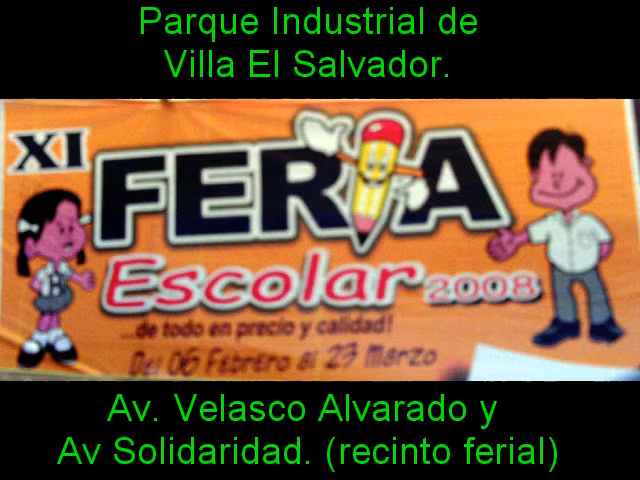 Parque Industrial de
Villa El Salvador.
XI
FERIA
Escolar 2008
...de todo en precio y calidad!
Del 06 Febrero al 23 Marzo
Av. Velasco Alvarado y
Av Solidaridad. (recinto ferial)